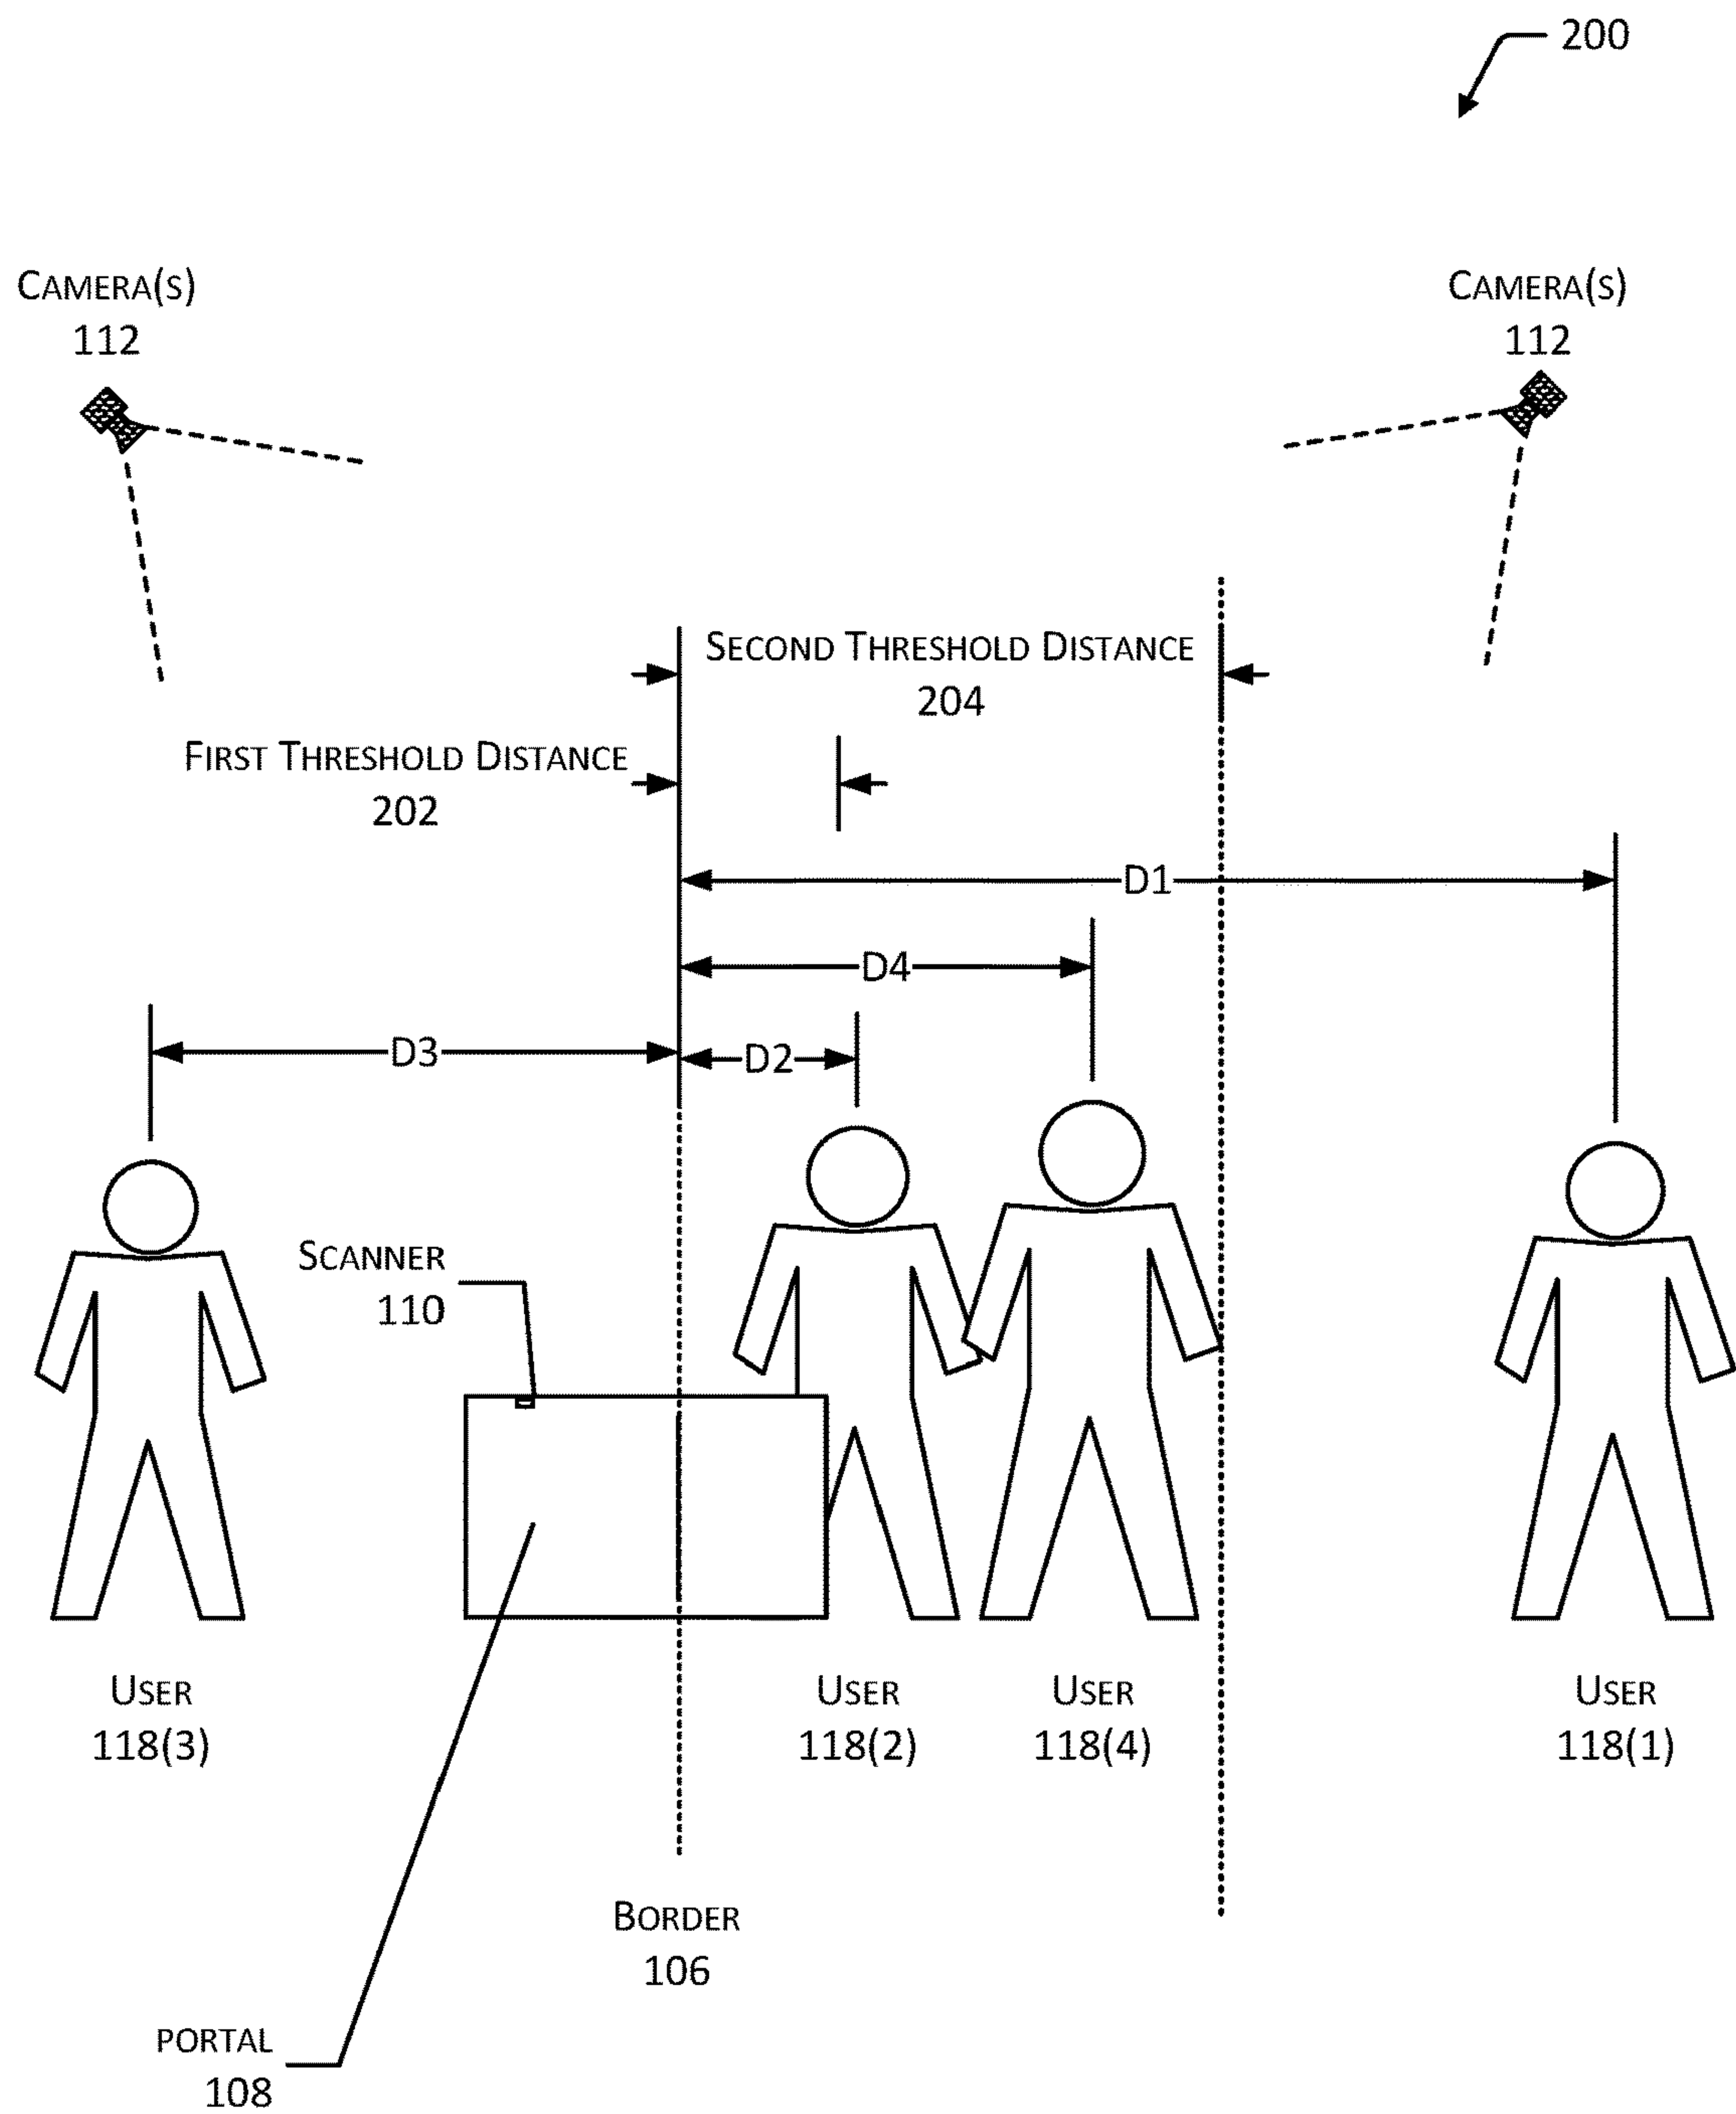 200
CAMERA(S)
112
CAMERA(S)
112
SECOND THRESHOLD DISTANCE
204
FIRST THRESHOLD DISTANCE
202
D1
D4
D3
D2
SCANNER
110
USER
118(3)
USER
118(2)
USER
118(4)
USER
118(1)
BORDER
106
PORTAL
108